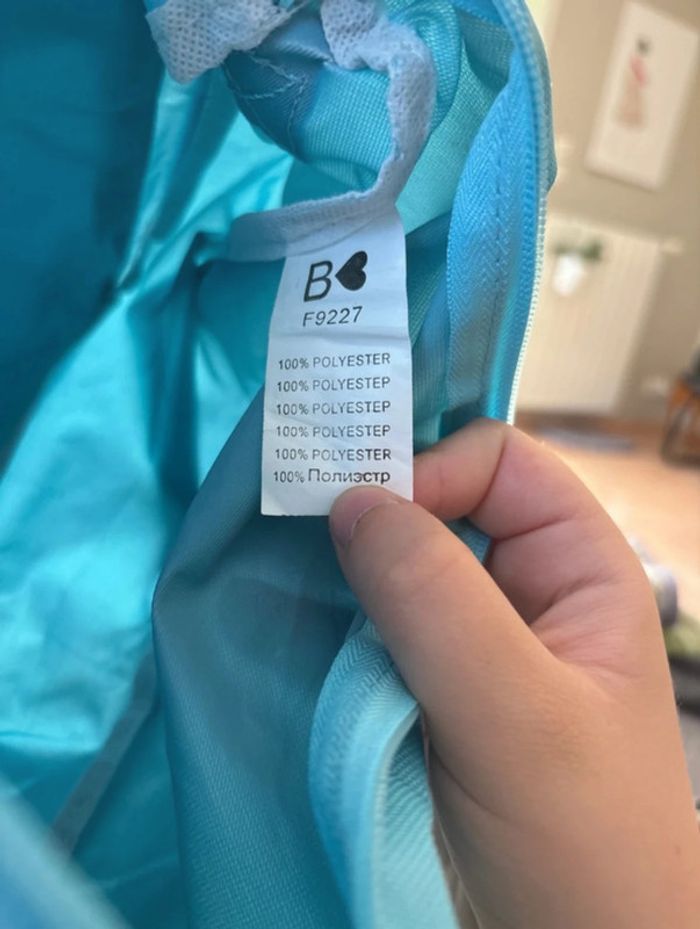 B
F9227
100% POLYESTER
100% POLYESTEP
100% POLYESTEP
100% POLYESTEP
100% POLYESTER
100% Полиэстр